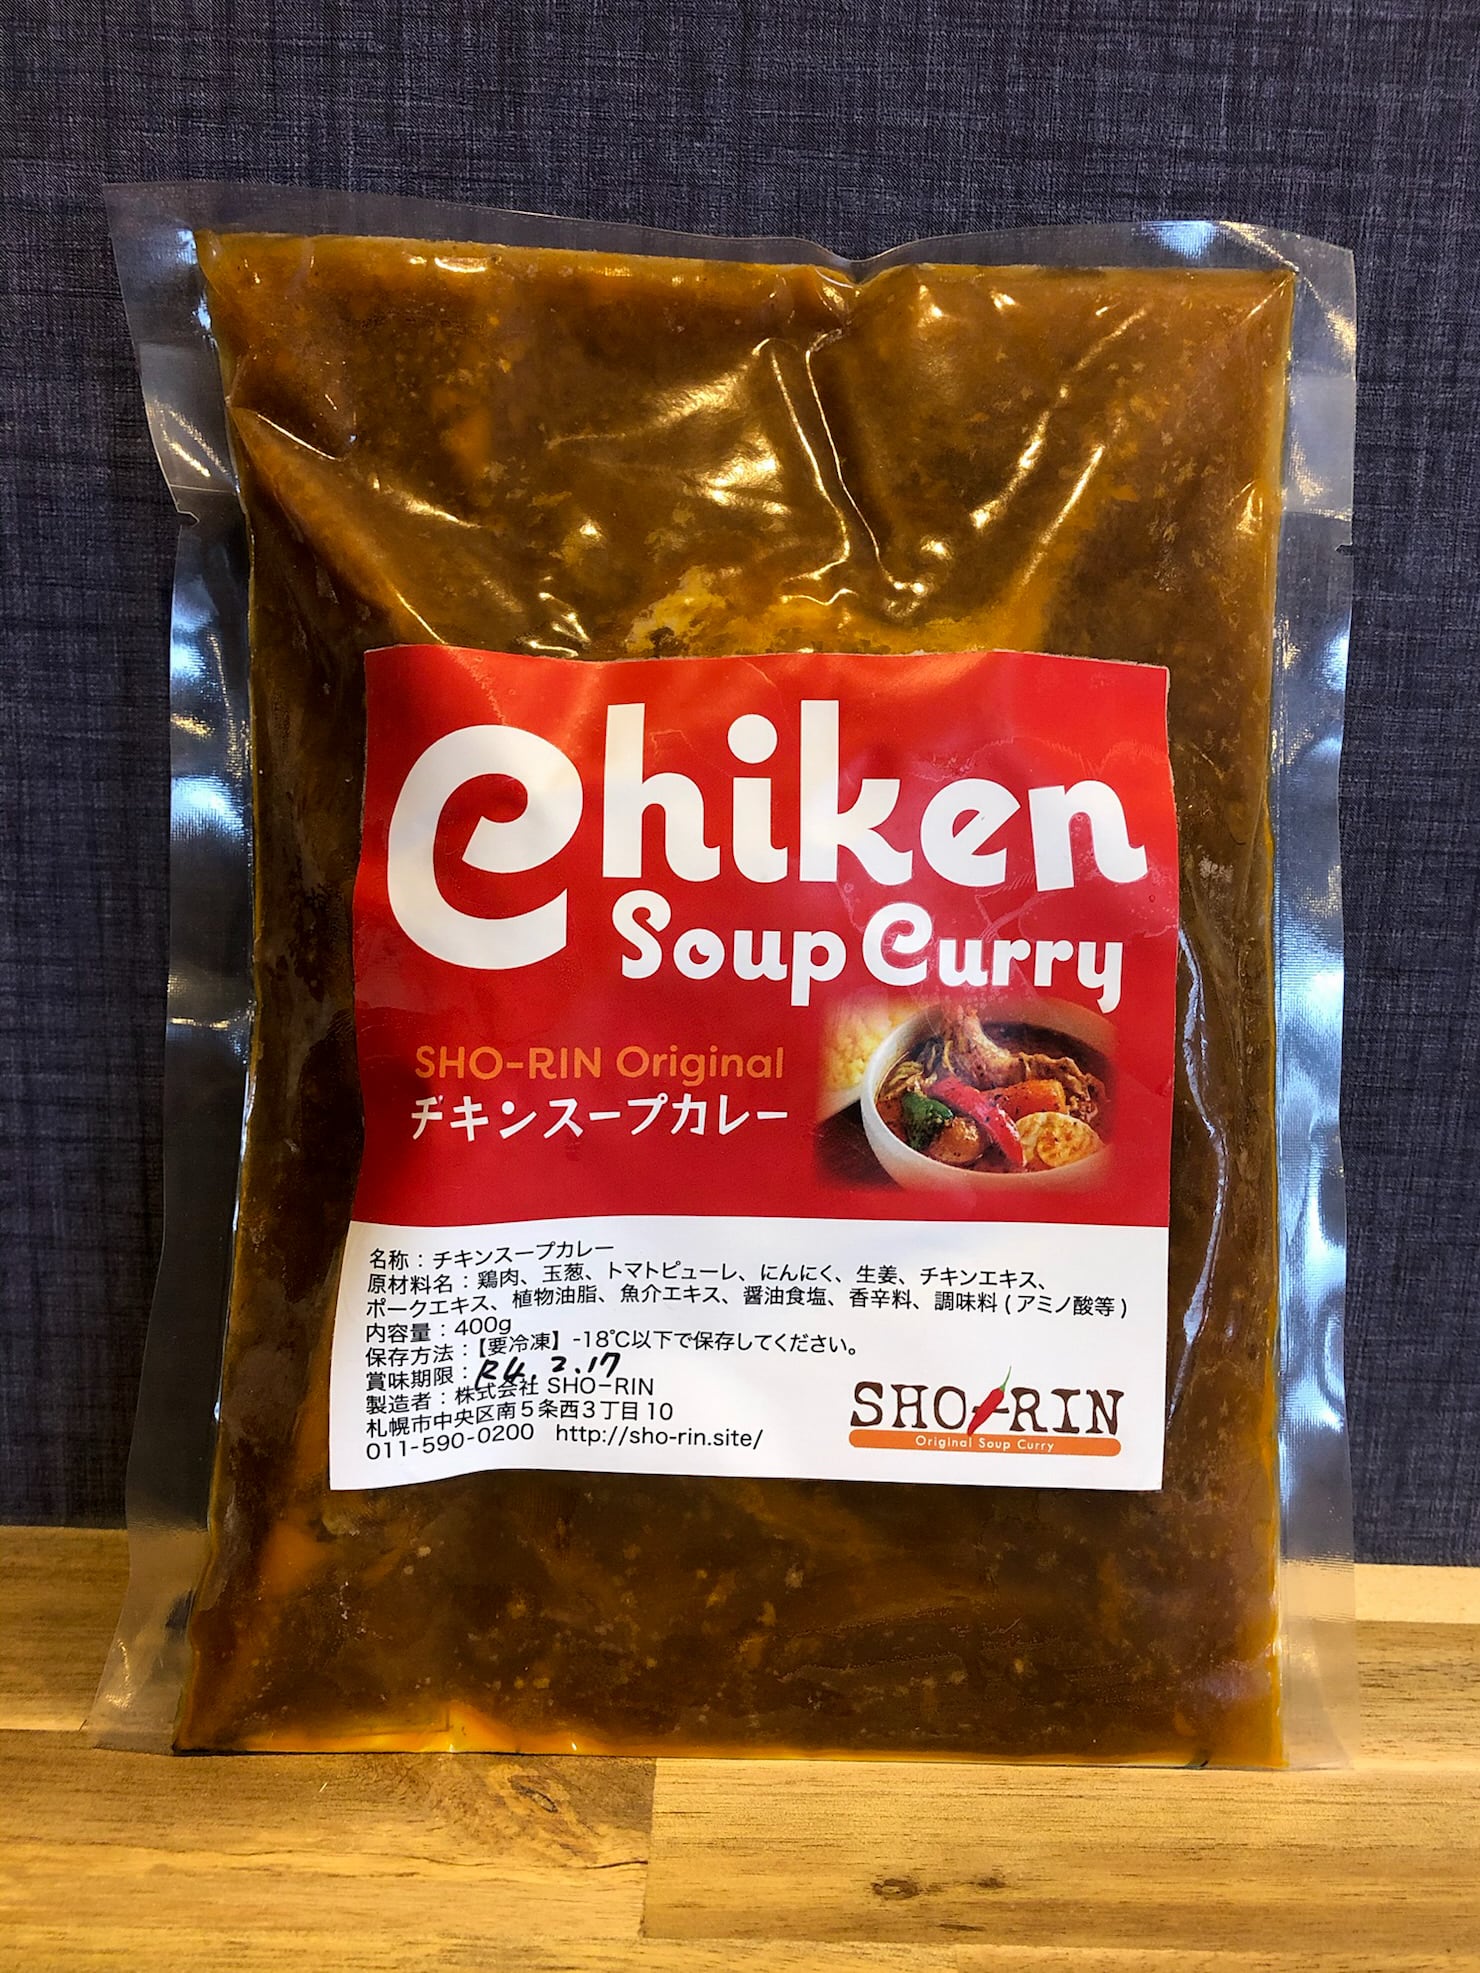 Chiken
Soup Curry
SHO-RIN Original
チキンスープカレー
名称：チキンスープカレー
原材料名：鶏肉、玉葱、トマトピューレ、にんにく、生姜、チキンエキス、
ポークエキス、植物油脂、魚介エキス、醤油食塩、香辛料、調味料(アミノ酸等)
内容量：400g
保存方法：【要冷凍】-18℃以下で保存してください。
賞味期限：R4.2.17
製造者：株式会社 SHO-RIN
札幌市中央区南5条西3丁目10
011-590-0200 http://sho-rin.site/
SHO-RIN
Original Soup Curry